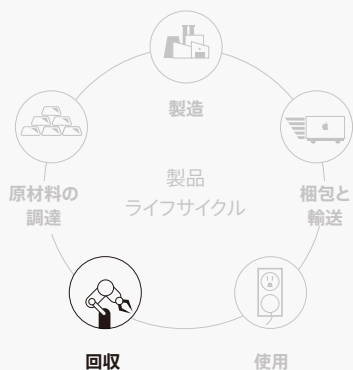 製造
原材料の
調達
製品
ライフサイクル
梱包と
輸送
回収
使用